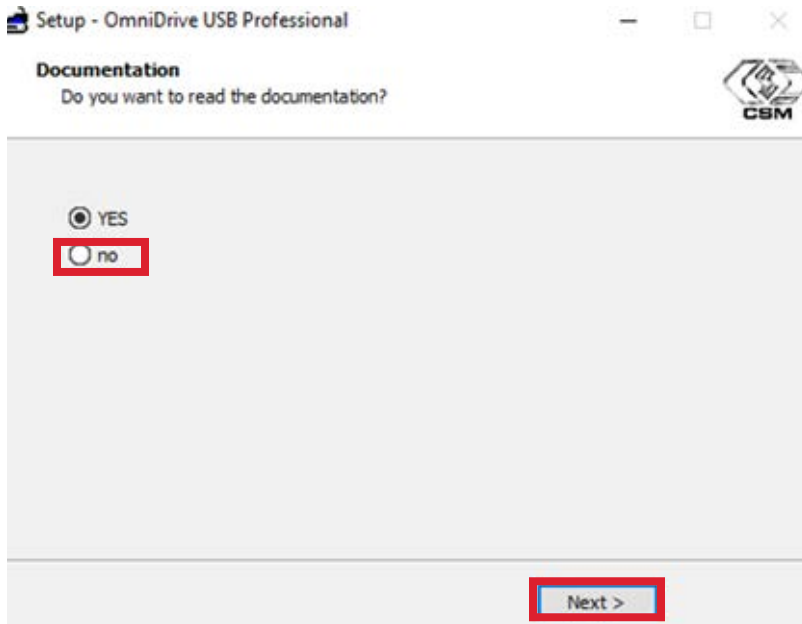 Setup - OmniDrive USB Professional
Documentation
Do you want to read the documentation?
CSM
YES
no
Next >